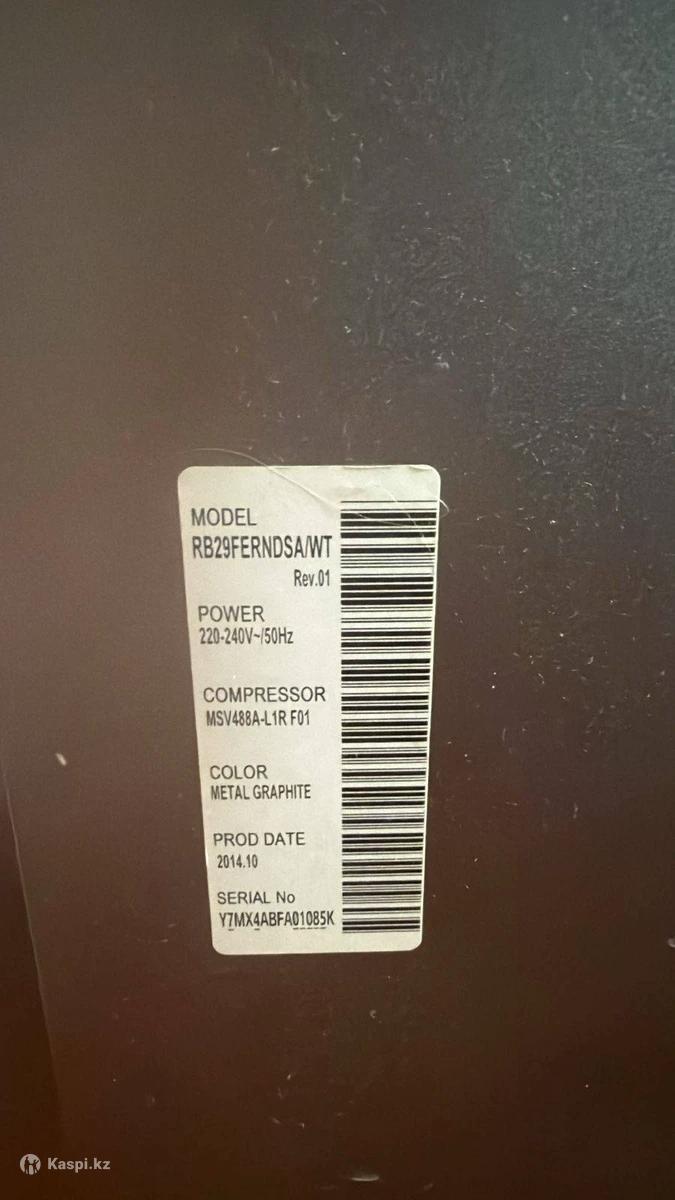 MODEL
RB29FERNDSA/WT
Rev.01
POWER
220-240V~/50Hz
COMPRESSOR
MSV488A-L1R F01
COLOR
METAL GRAPHITE
PROD DATE
2014.10
SERIAL No
Y7MX4ABFA01085K
Kaspi.kz